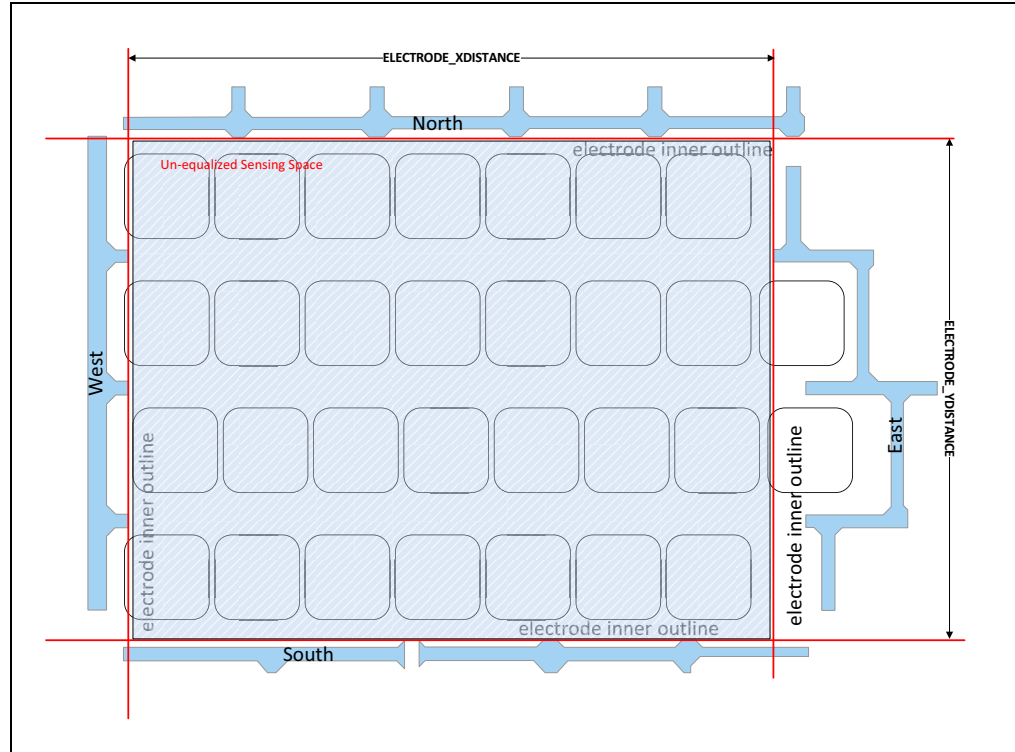 ELECTRODE_XDISTANCE
North
electrode inner outline
Un-equalized Sensing Space
West
ELECTRODE_YDISTANCE
East
electrode inner outline
electrode inner outline
electrode inner outline
South